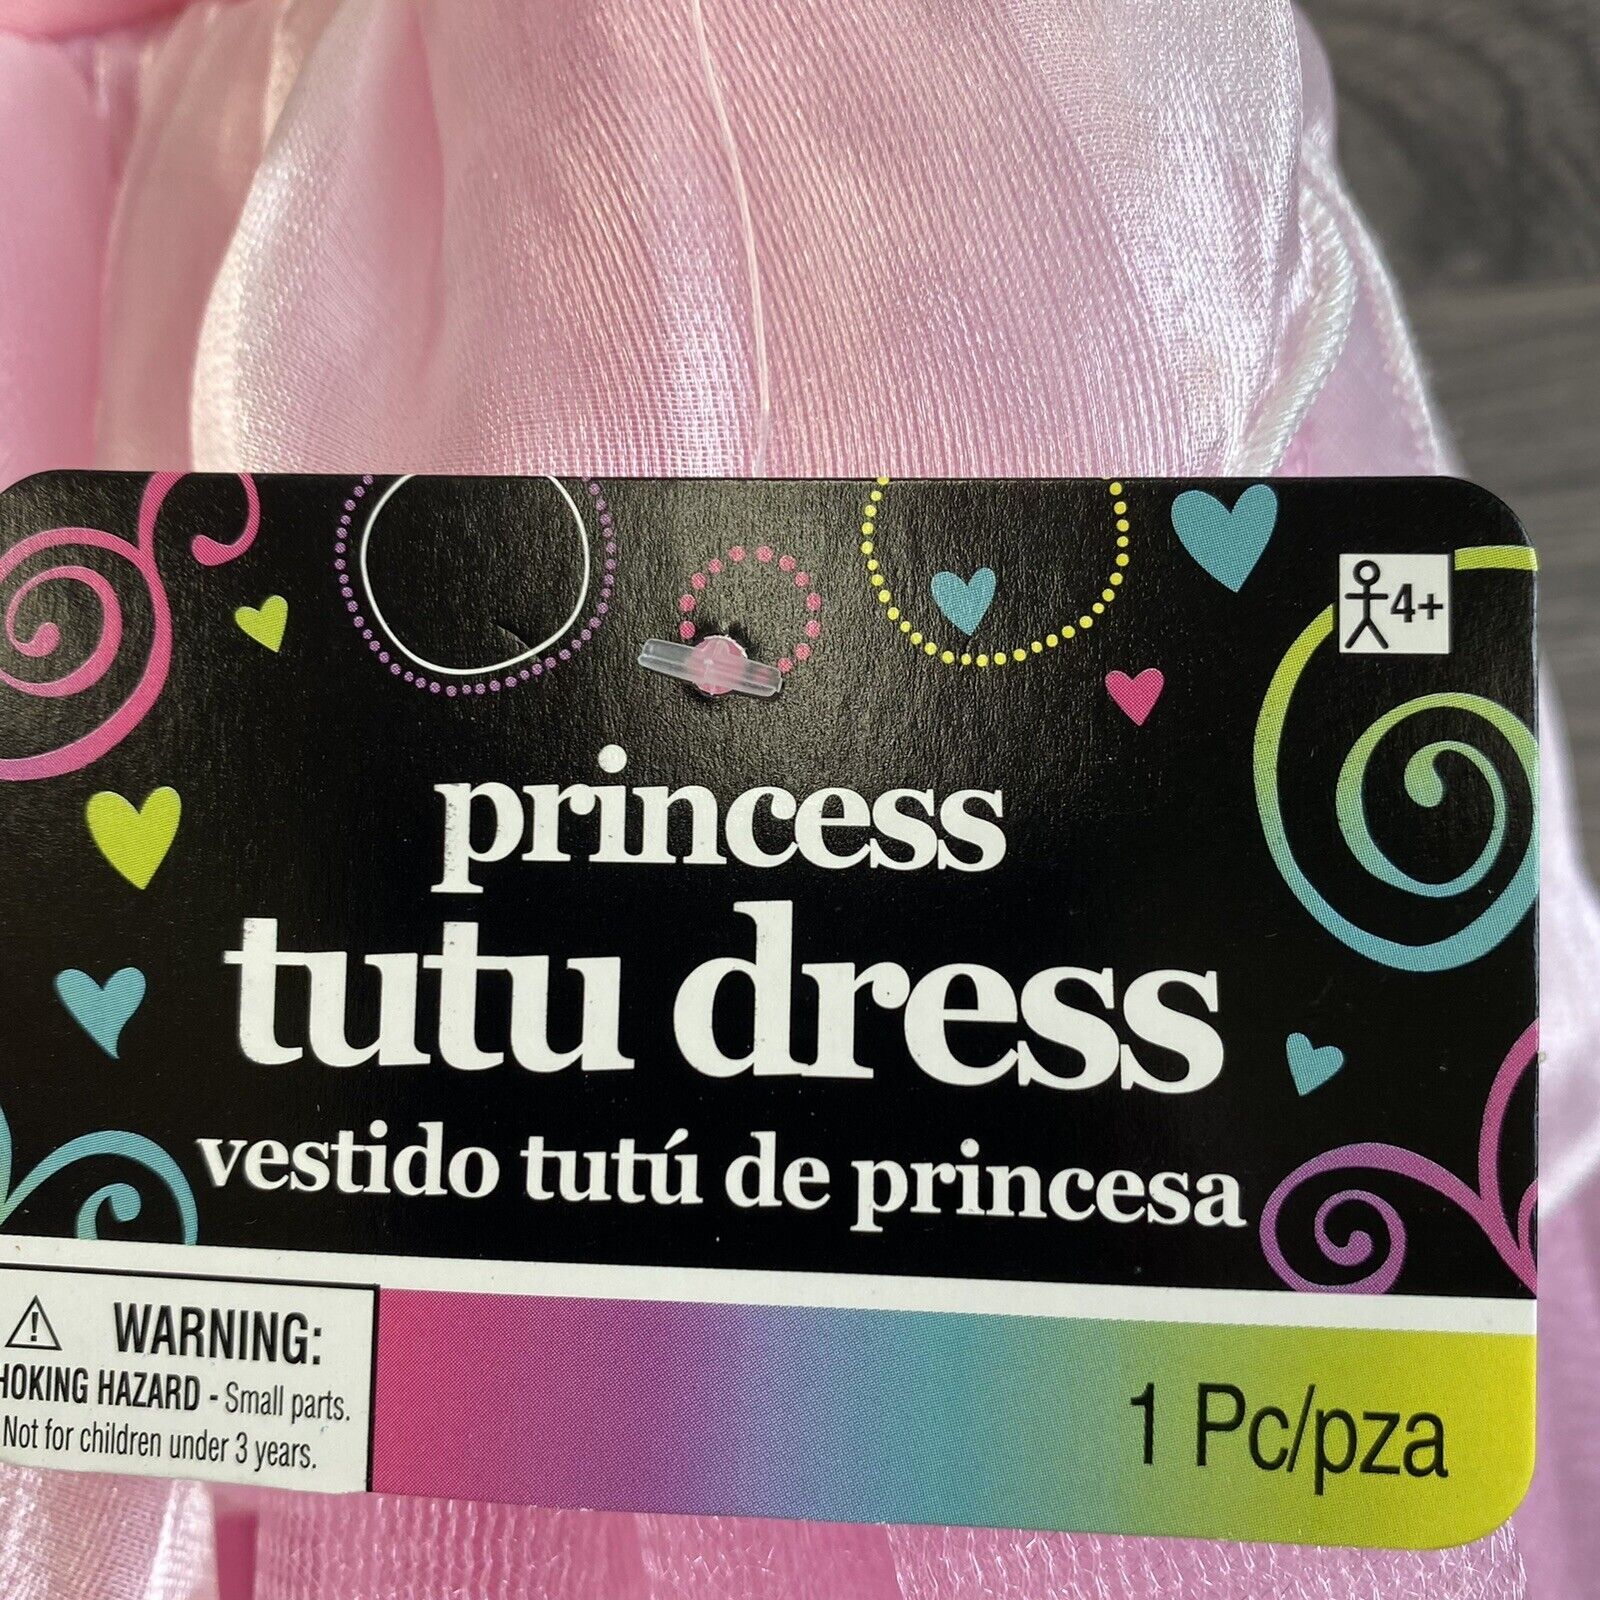 4+
princess
tutu dress
vestido tutú de princesa
WARNING:
HOKING HAZARD - Small parts.
Not for children under 3 years.
1 Pc/pza